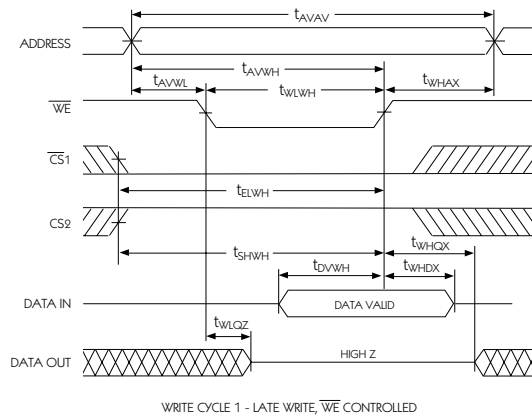 tAVAV
ADDRESS
tAVWH
tAVWL
tWLWH
tWHAX
WE
CS1
tELWH
CS2
tSHWH
tWHQX
tDVWH
tWHDX
DATA IN
DATA VALID
tWLQZ
DATA OUT
HIGH Z
WRITE CYCLE 1 - LATE WRITE, WE CONTROLLED